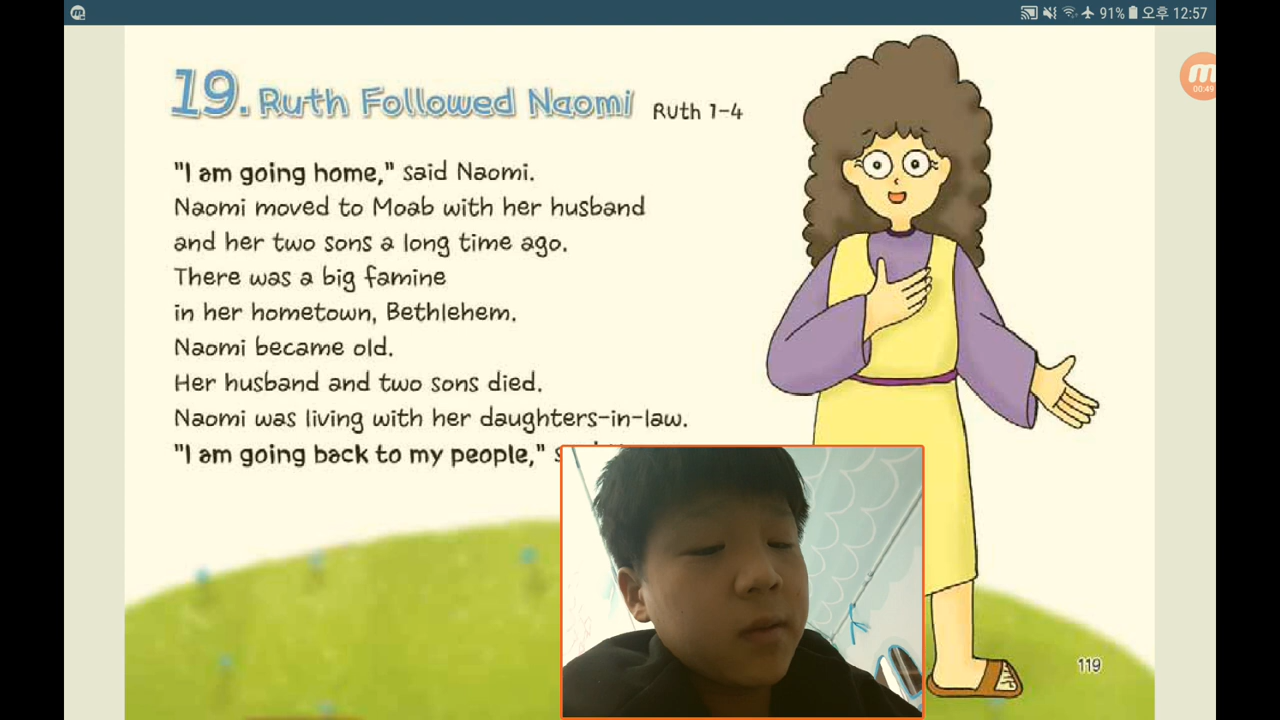 91% 오후 12:57
19. Ruth Followed Naomi Ruth 1-4
00:49
"I am going home," said Naomi.
Naomi moved to Moab with her husband
and her two sons a long time ago.
There was a big famine
in her hometown, Bethlehem.
Naomi became old.
Her husband and two sons died.
Naomi was living with her daughters-in-law.
"I am going back to my people,"
119